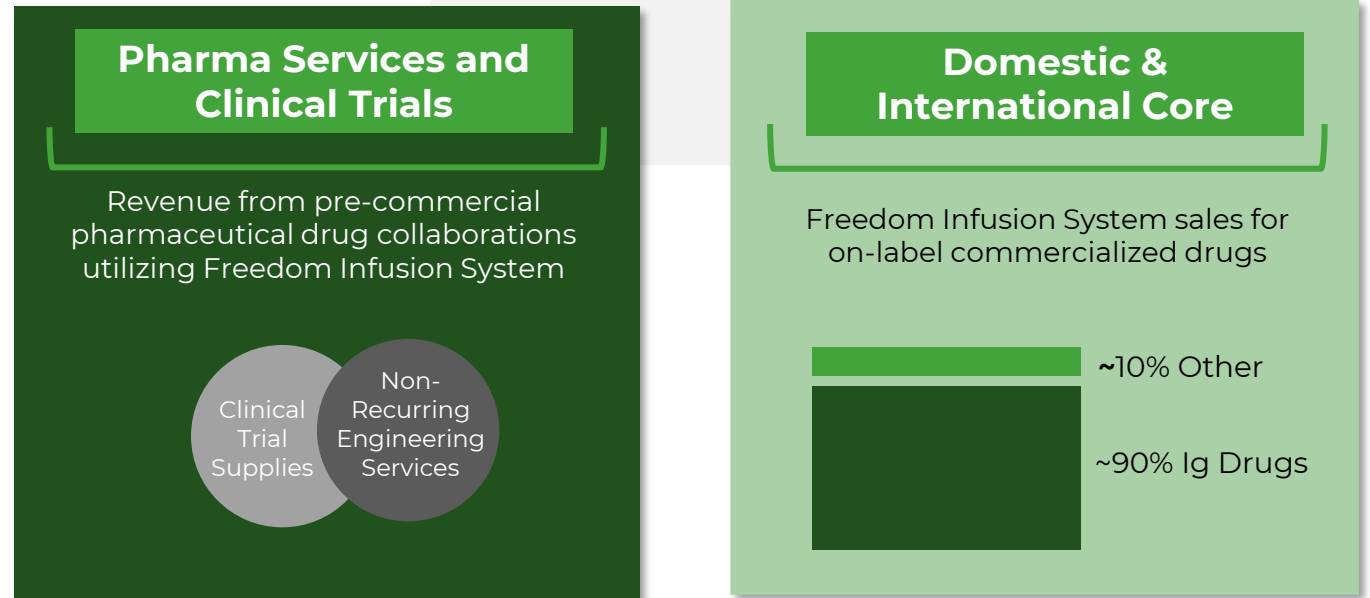 Pharma Services and
Clinical Trials
Revenue from pre-commercial
pharmaceutical drug collaborations
utilizing Freedom Infusion System
Clinical
Trial
Supplies
Non-
Recurring
Engineering
Services
Domestic &
International Core
Freedom Infusion System sales for
on-label commercialized drugs
~10% Other
~90% Ig Drugs